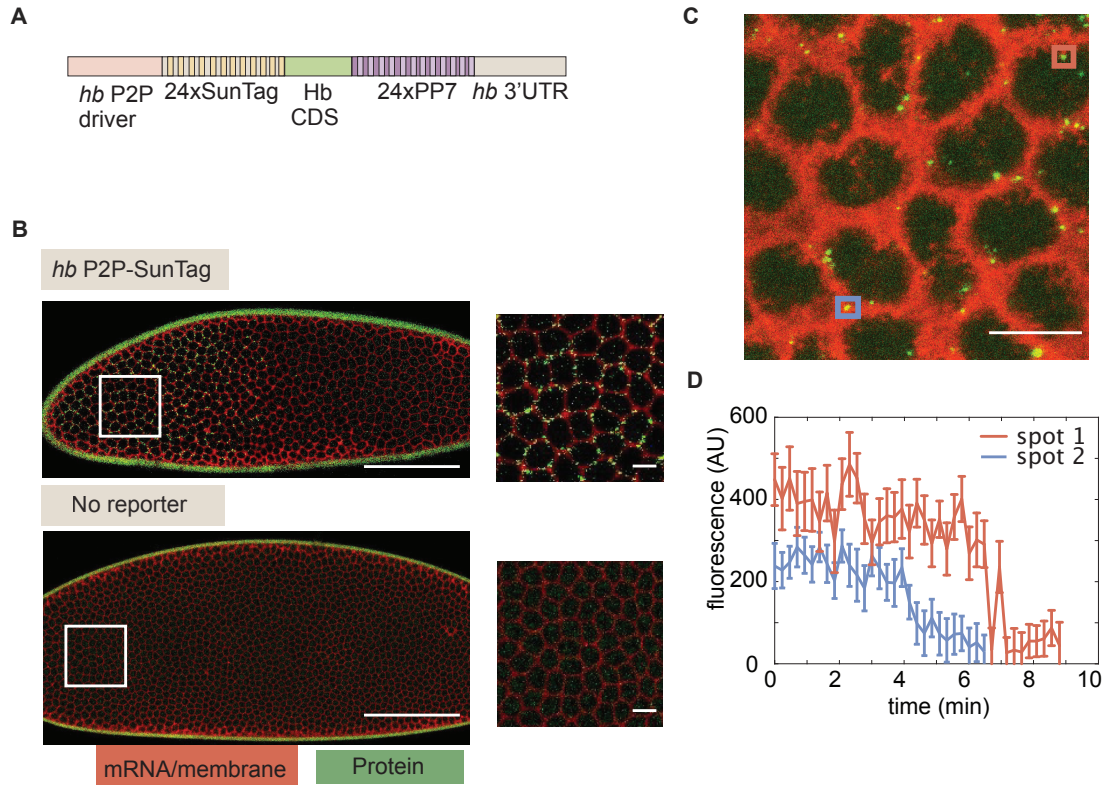 A
hb P2P
driver
24xSunTag
Hb
CDS
24xPP7
hb 3'UTR
B
hb P2P-SunTag
No reporter
mRNA/membrane
Protein
C
D
600
400
200
0
fluorescence (AU)
spot 1
spot 2
0 2 4 6 8 10
time (min)